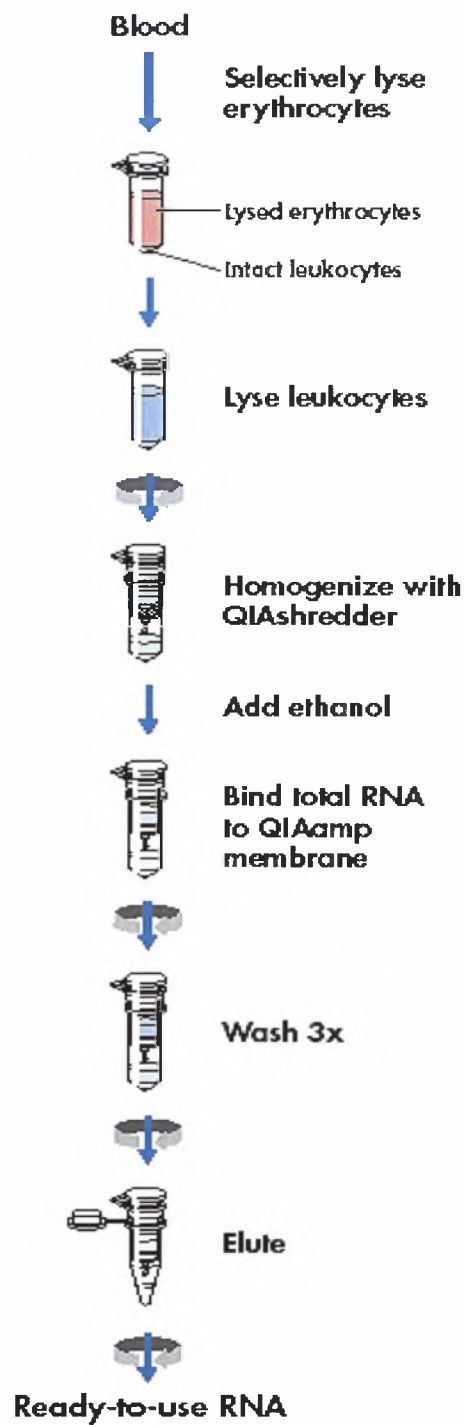 Blood
Selectively lyse
erythrocytes
Lysed erythrocytes
Intact leukocytes
Lyse leukocytes
Homogenize with
QIAshredder
Add ethanol
Bind total RNA
to QIAamp
membrane
Wash 3x
Elute
Ready-to-use RNA